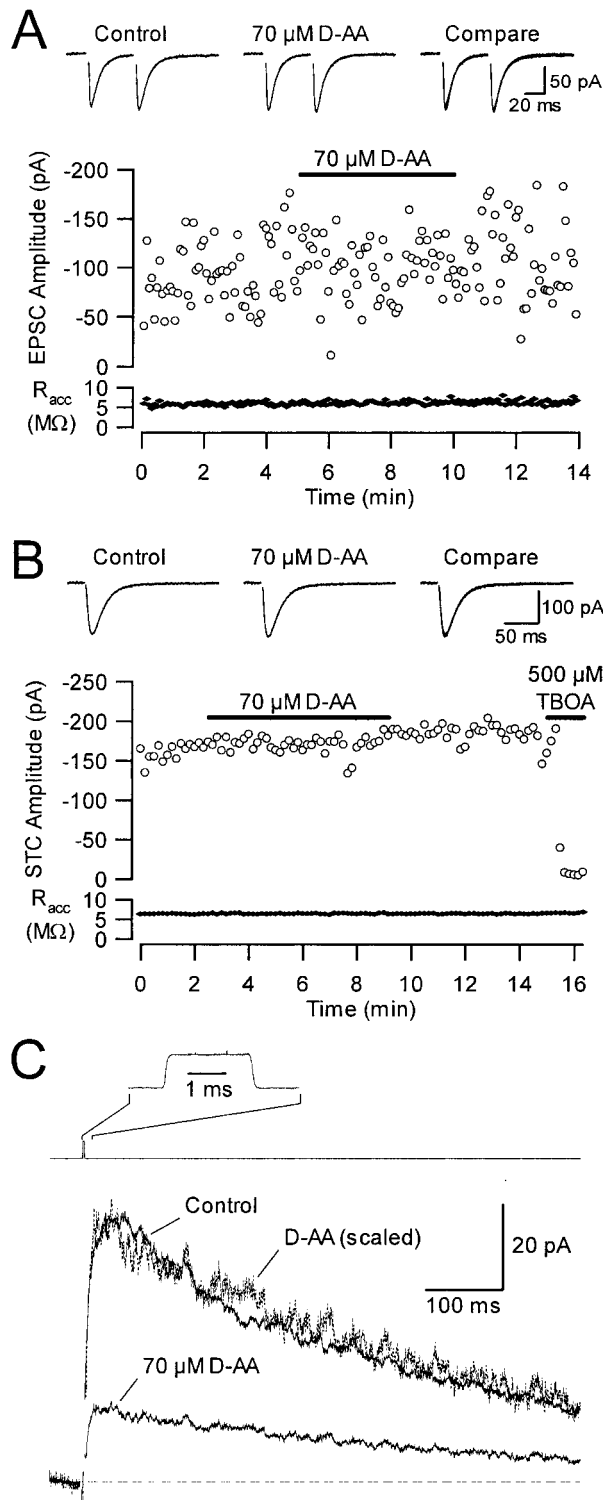 A
Control 70 µM D-AA Compare
50 pA
20 ms
70 µM D-AA
EPSC Amplitude (pA)
-200
-150
-100
-50
0
Racc
(MΩ)
10
5
0
0 2 4 6 8 10 12 14
Time (min)
B
Control 70 µM D-AA Compare
100 pA
50 ms
500 µM
TBOA
70 µM D-AA
STC Amplitude (pA)
-250
-200
-150
-100
-50
0
Racc
(MΩ)
10
5
0
0 2 4 6 8 10 12 14 16
Time (min)
C
1 ms
Control
D-AA (scaled)
20 pA
100 ms
70 µM D-AA